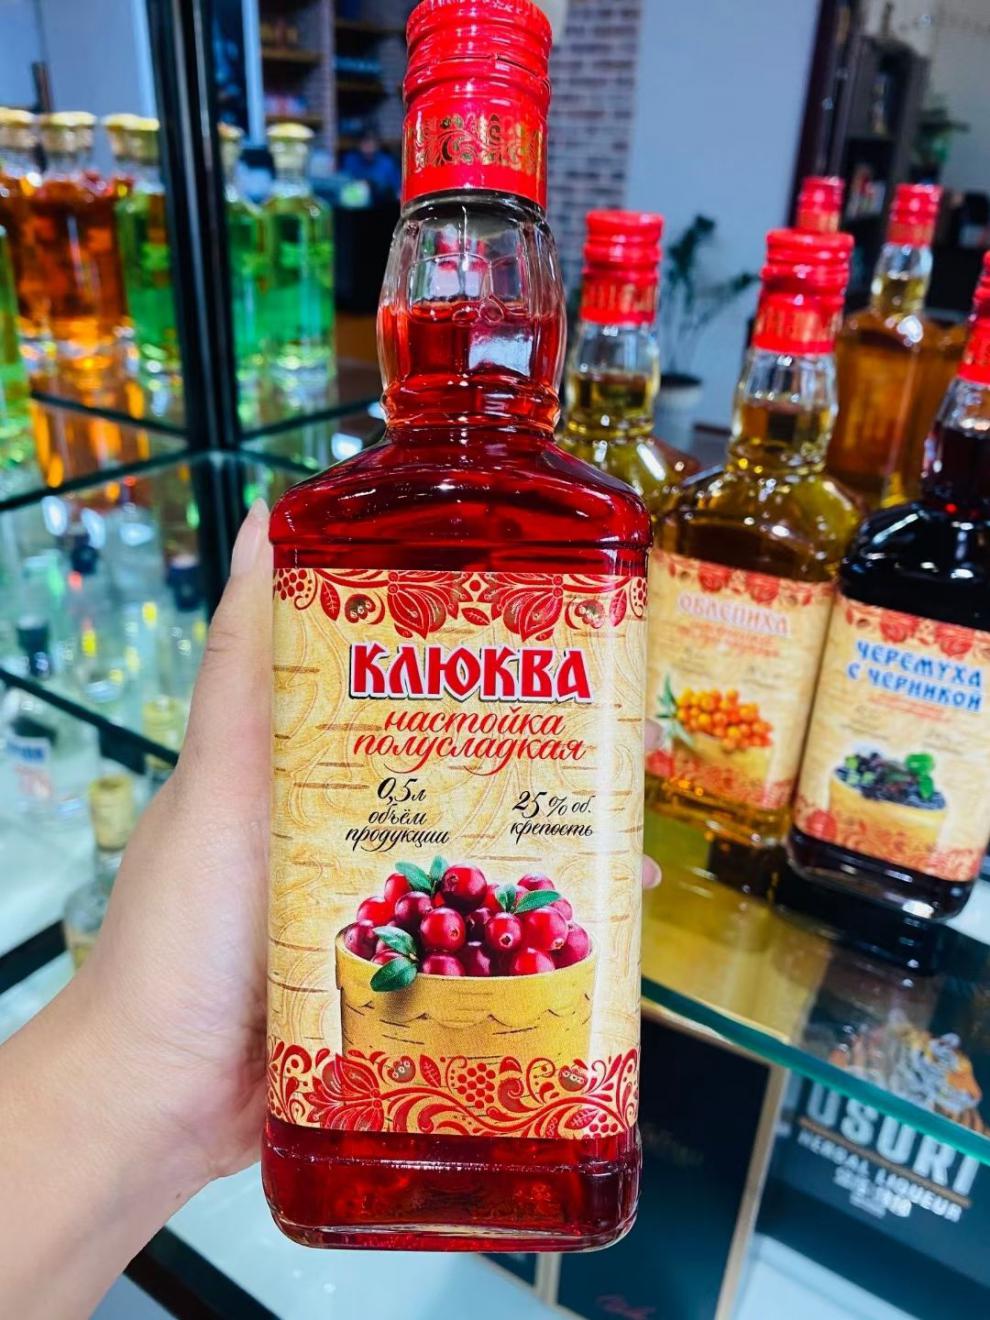 КЛЮКВА
настойка
полусладкая
0,5л
объём
продукции
25% об.
крепость
ОБЛЕПИХА
ЧЕРЕМУХА
С ЧЕРНИКОЙ
USURI
HERBAL LIQUEUR